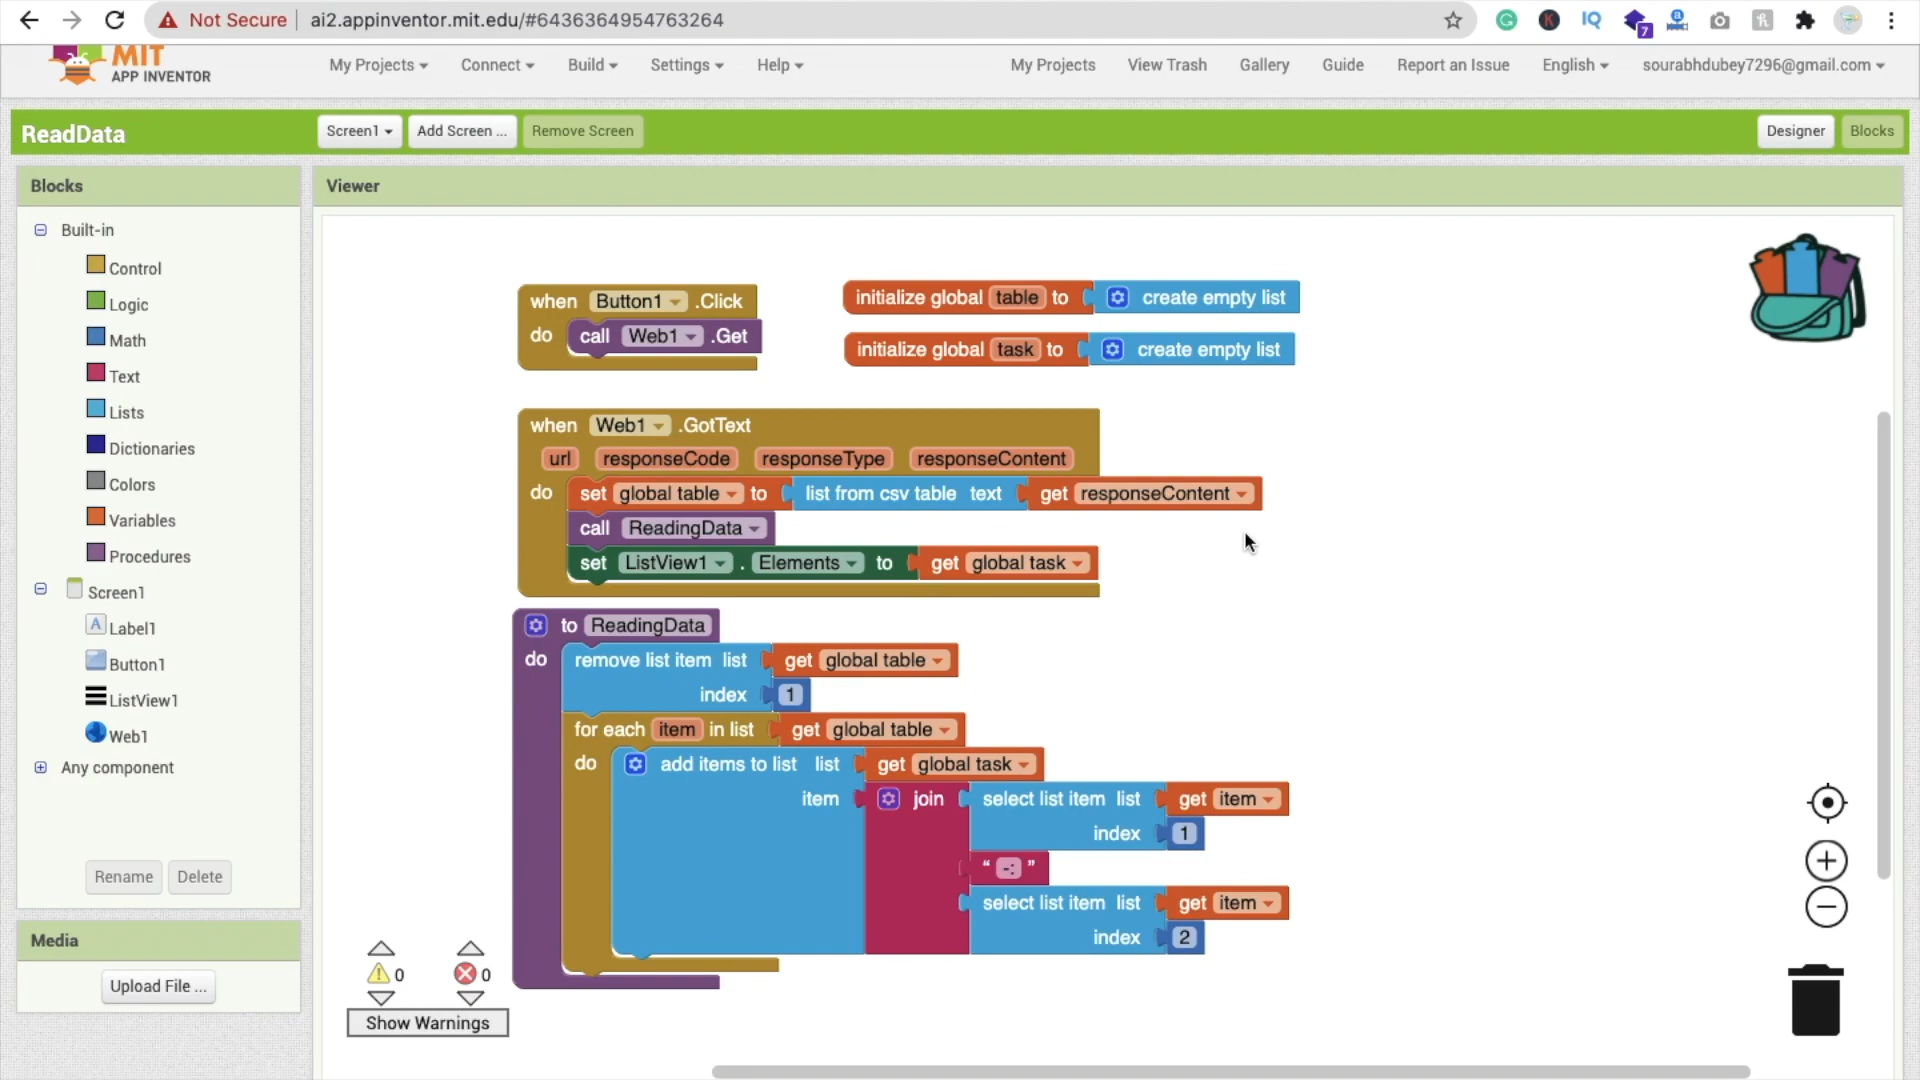 Not Secure ai2.appinventor.mit.edu/#6436364954763264
7
MIT APP INVENTOR
My Projects Connect Build Settings Help My Projects View Trash Gallery Guide Report an Issue English sourabhdubey7296@gmail.com
ReadData Screen1 Add Screen ... Remove Screen Designer Blocks
Blocks Viewer
Built-in
Control
Logic
Math
Text
Lists
Dictionaries
Colors
Variables
Procedures
Screen1
Label1
Button1
ListView1
Web1
Any component
Rename Delete
Media
Upload File ...
when Button1 .Click
do call Web1 .Get
initialize global table to create empty list
initialize global task to create empty list
when Web1 .GotText
url responseCode responseType responseContent
do set global table to list from csv table text get responseContent
call ReadingData
set ListView1 . Elements to get global task
to ReadingData
do remove list item list get global table
index 1
for each item in list get global table
do add items to list list get global task
item join select list item list get item
index 1
“ -: ”
select list item list get item
index 2
0 0
Show Warnings